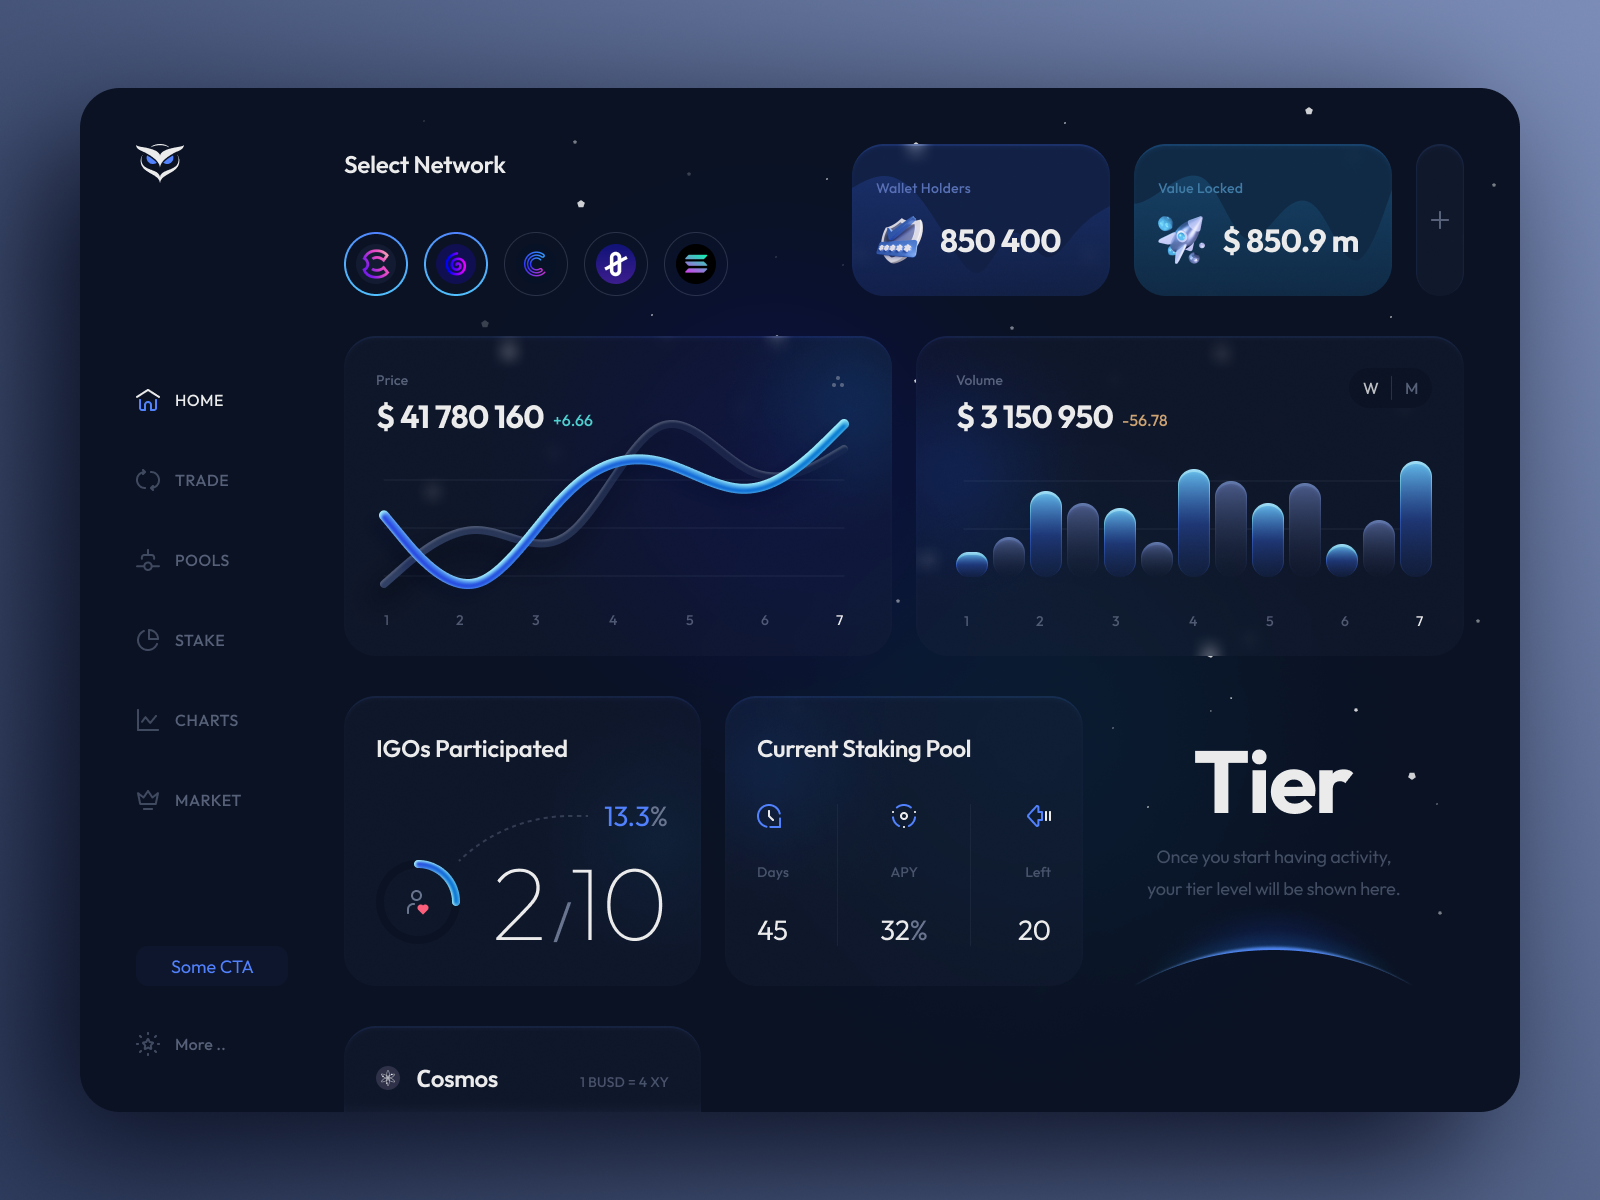 Select Network
Wallet Holders
850 400
Value Locked
$ 850.9 m
HOME
TRADE
POOLS
STAKE
CHARTS
MARKET
Some CTA
More ..
Price
$ 41 780 160 +6.66
1 2 3 4 5 6 7
Volume
$ 3 150 950 -56.78
W M
1 2 3 4 5 6 7
IGOs Participated
13.3%
2/10
Current Staking Pool
Days APY Left
45 32% 20
Tier
Once you start having activity,
your tier level will be shown here.
Cosmos
1 BUSD = 4 XY